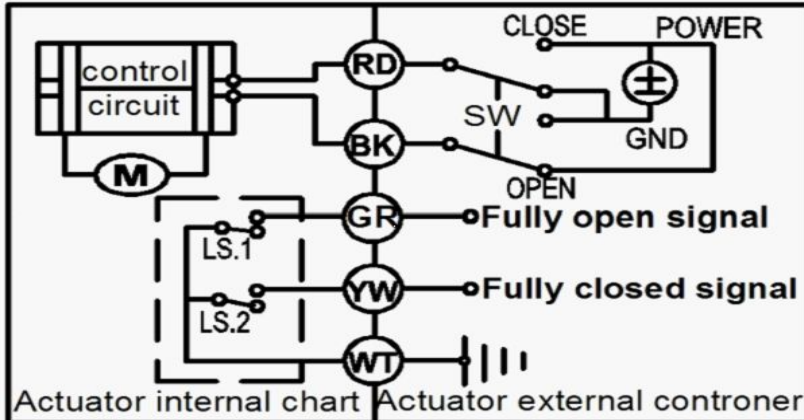 CLOSE POWER
control
circuit
RD
SW
GND
M
BK
OPEN
GR
Fully open signal
LS.1
YW
Fully closed signal
LS.2
WT
Actuator internal chart
Actuator external controner